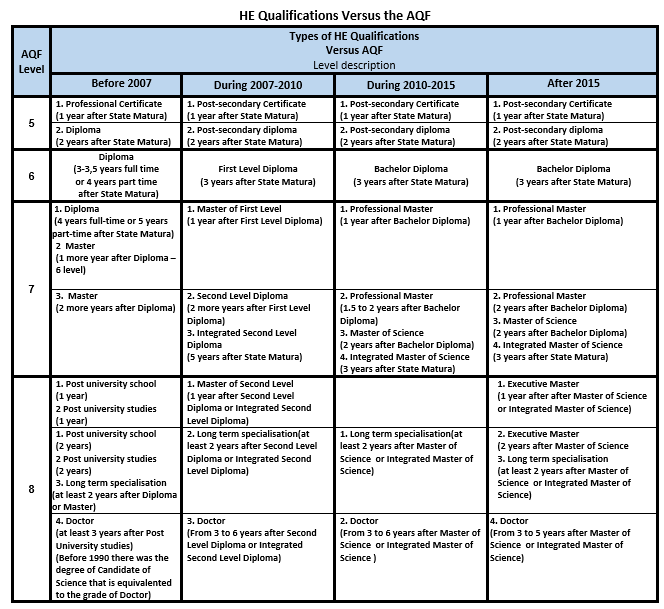 HE Qualifications Versus the AQF
AQF
Level
Types of HE Qualifications
Versus AQF
Level description
Before 2007
During 2007-2010
During 2010-2015
After 2015
5
1. Professional Certificate
(1 year after State Matura)
1. Post-secondary Certificate
(1 year after State Matura)
1. Post-secondary Certificate
(1 year after State Matura)
1. Post-secondary Certificate
(1 year after State Matura)
2. Diploma
(2 years after State Matura)
2. Post-secondary diploma
(2 years after State Matura)
2. Post-secondary diploma
(2 years after State Matura)
2. Post-secondary diploma
(2 years after State Matura)
6
Diploma
(3-3,5 years full time
or 4 years part time
after State Matura)
First Level Diploma
(3 years after State Matura)
Bachelor Diploma
(3 years after State Matura)
Bachelor Diploma
(3 years after State Matura)
7
1. Diploma
(4 years full-time or 5 years
part-time after State Matura)
2 Master
(1 more year after Diploma –
6 level)
1. Master of First Level
(1 year after First Level Diploma)
1. Professional Master
(1 year after Bachelor Diploma)
1. Professional Master
(1 year after Bachelor Diploma)
3. Master
(2 more years after Diploma)
2. Second Level Diploma
(2 more years after First Level
Diploma)
3. Integrated Second Level
Diploma
(5 years after State Matura)
2. Professional Master
(1.5 to 2 years after Bachelor
Diploma)
3. Master of Science
(2 years after Bachelor Diploma)
4. Integrated Master of Science
(3 years after State Matura)
2. Professional Master
(2 years after Bachelor Diploma)
3. Master of Science
(2 years after Bachelor Diploma)
4. Integrated Master of Science
(3 years after State Matura)
8
1. Post university school
(1 year)
2 Post university studies
(1 year)
1. Master of Second Level
(1 year after Second Level
Diploma or Integrated Second
Level Diploma)
1. Executive Master
(1 year after after Master of Science
or Integrated Master of Science)
1. Post university school
(2 years)
2 Post university studies
(2 years)
3. Long term specialisation
(at least 2 years after Diploma
or Master)
2. Long term specialisation(at
least 2 years after Second Level
Diploma or Integrated Second
Level Diploma)
1. Long term specialisation(at
least 2 years after Master of
Science or Integrated Master of
Science)
2. Executive Master
(2 years after Master of Science
3. Long term specialisation
(at least 2 years after Master of
Science or Integrated Master of
Science)
4. Doctor
(at least 3 years after Post
University studies)
(Before 1990 there was the
degree of Candidate of
Science that is equivalented
to the grade of Doctor)
3. Doctor
(From 3 to 6 years after Second
Level Diploma or Integrated
Second Level Diploma)
2. Doctor
(From 3 to 6 years after Master of
Science or Integrated Master of
Science )
4. Doctor
(From 3 to 5 years after Master of
Science or Integrated Master of
Science)